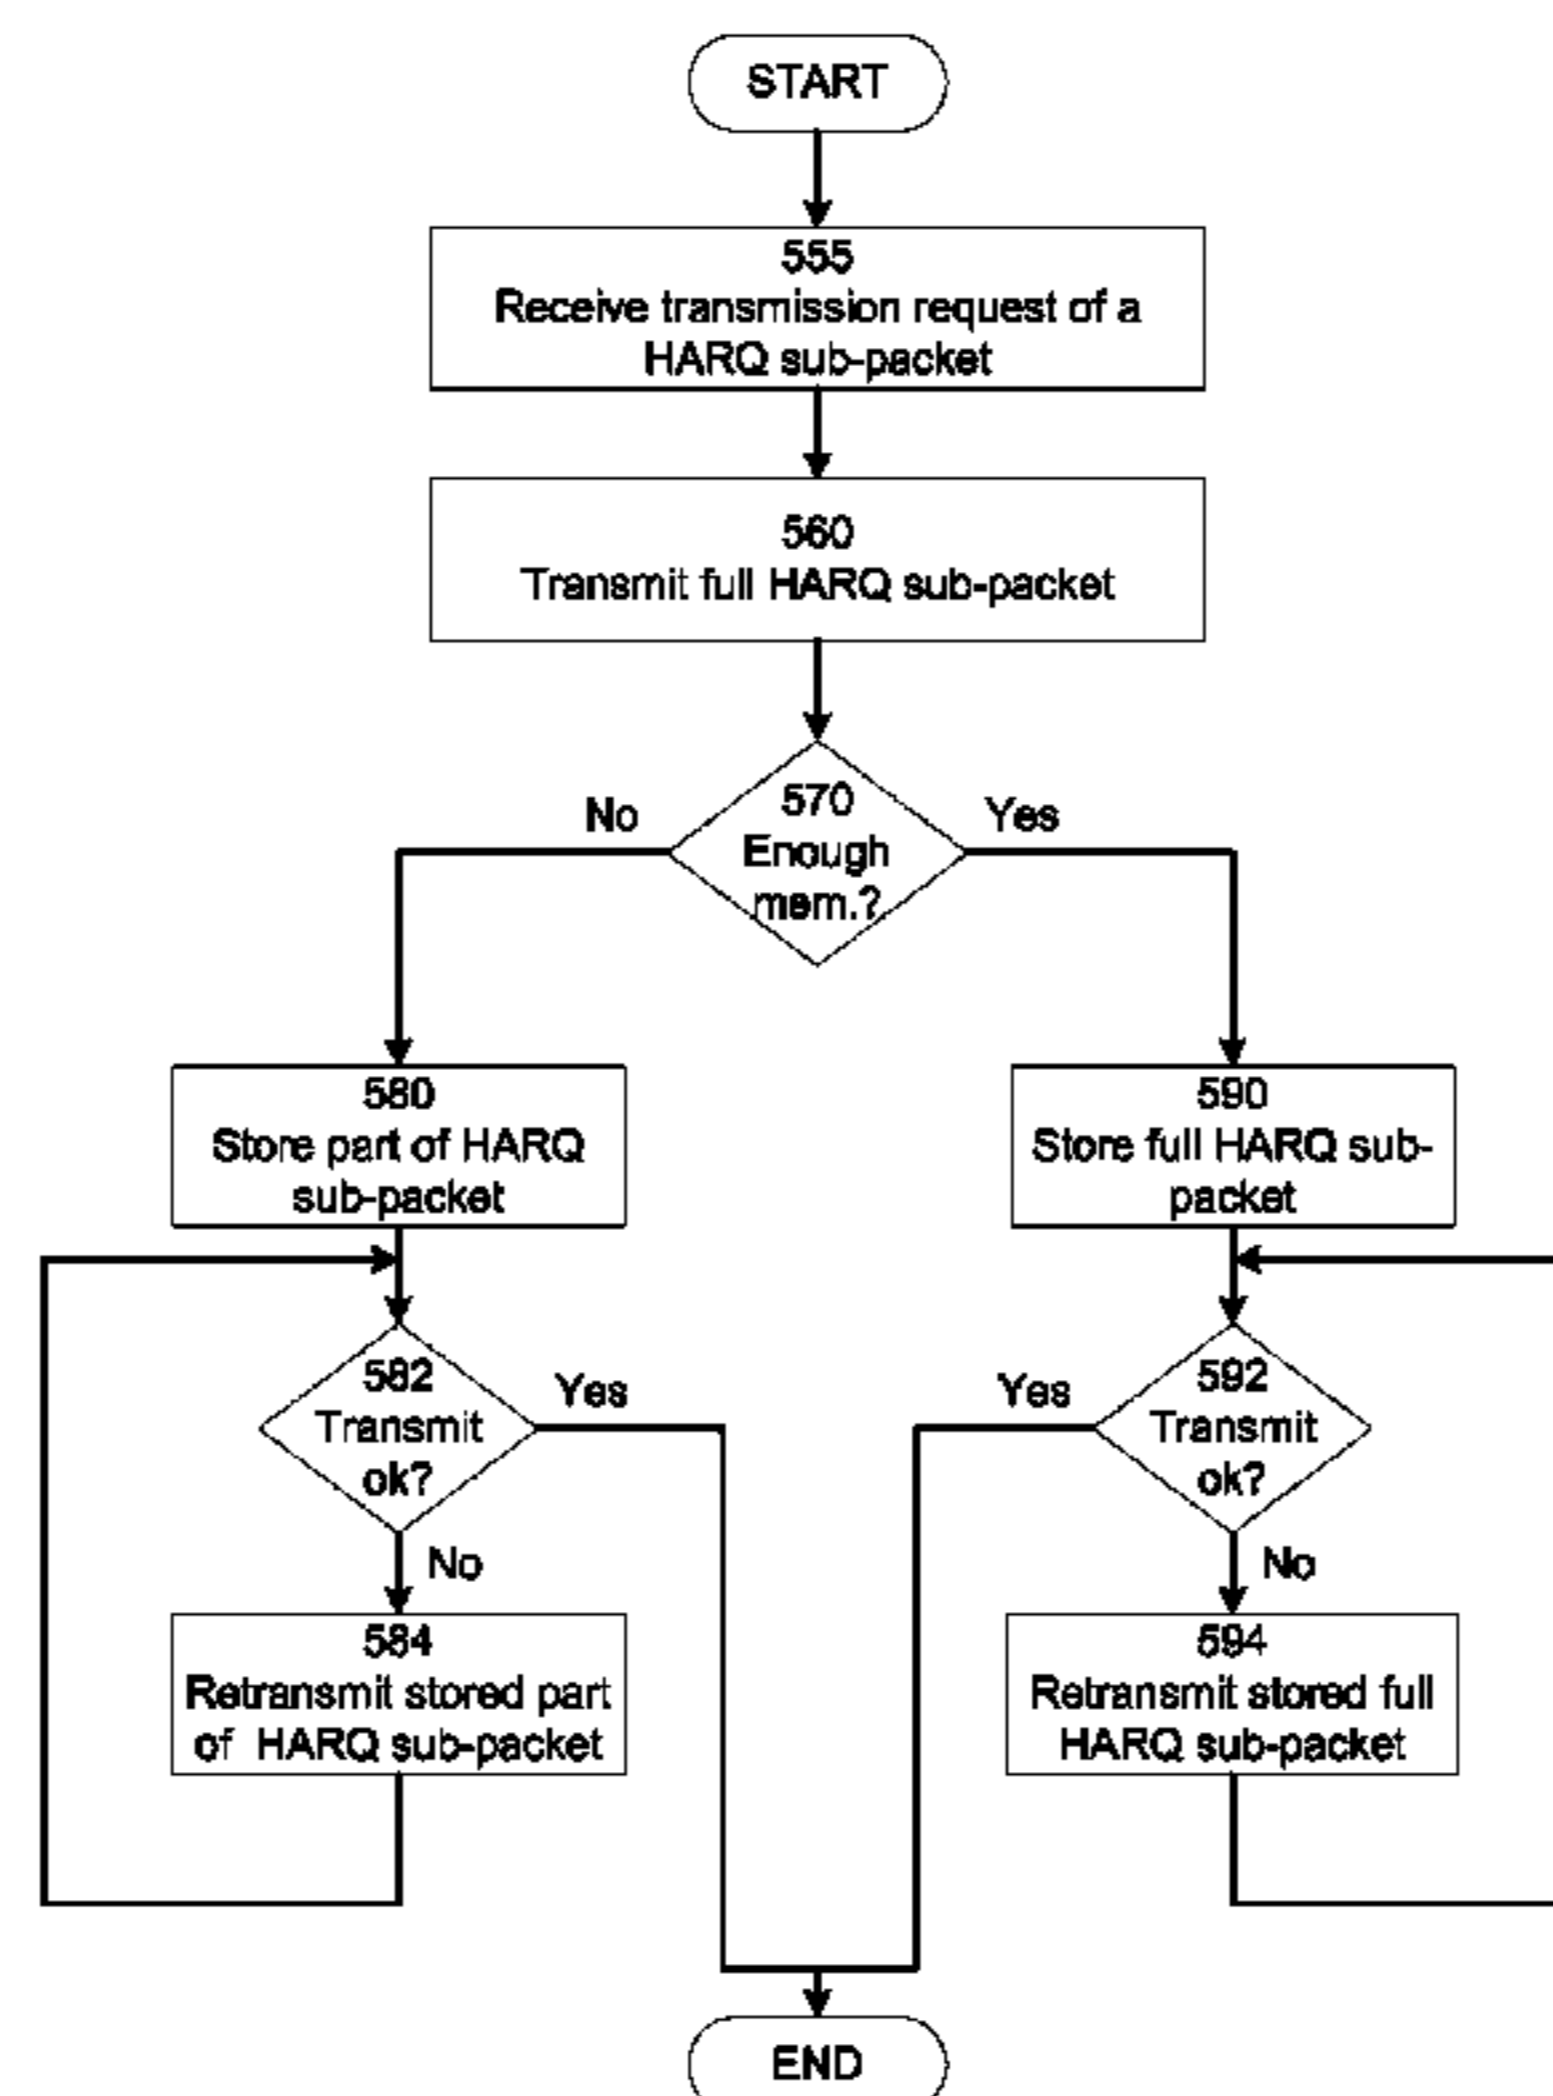 START
555
Receive transmission request of a
HARQ sub-packet
560
Transmit full HARQ sub-packet
570
Enough
mem.?
No
Yes
580
Store part of HARQ
sub-packet
590
Store full HARQ sub-
packet
582
Transmit
ok?
Yes
No
592
Transmit
ok?
Yes
No
584
Retransmit stored part
of HARQ sub-packet
594
Retransmit stored full
HARQ sub-packet
END